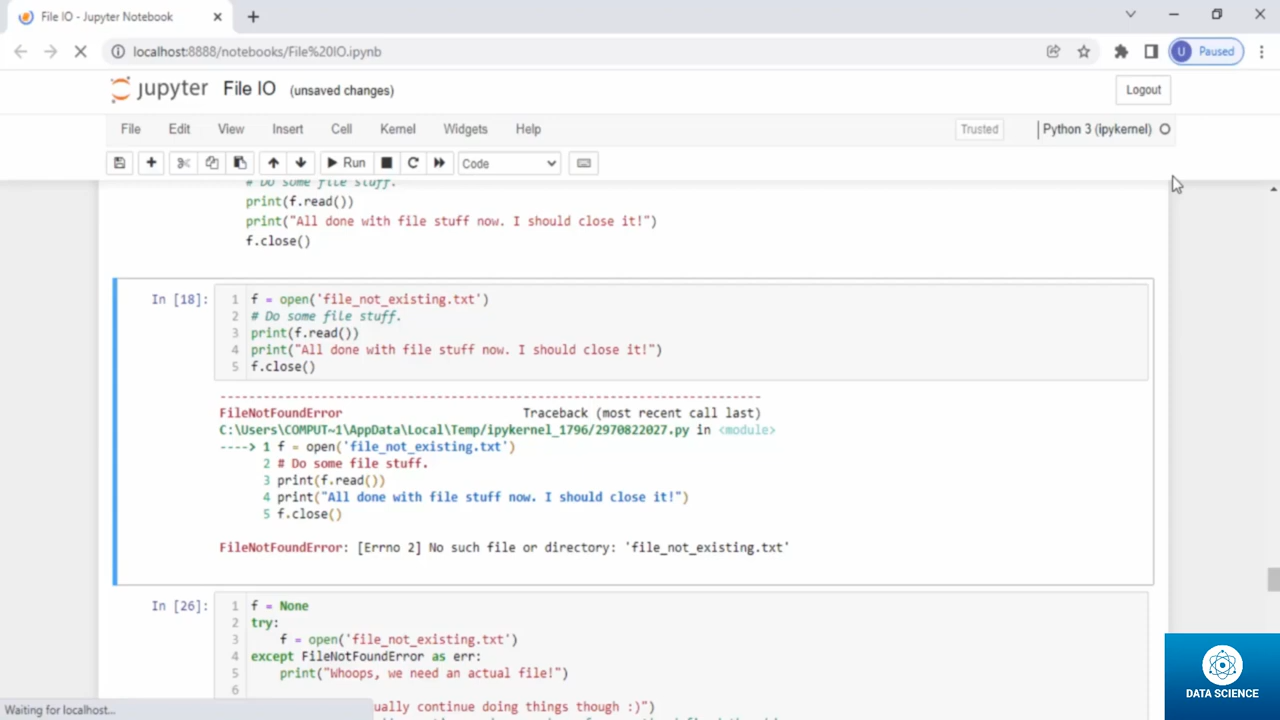 File IO - Jupyter Notebook
localhost:8888/notebooks/File%20IO.ipynb
U Paused
jupyter File IO (unsaved changes)
Logout
File Edit View Insert Cell Kernel Widgets Help
Trusted
Python 3 (ipykernel)
Run
Code
# Do some file stuff.
print(f.read())
print("All done with file stuff now. I should close it!")
f.close()
In [18]:
1 f = open('file_not_existing.txt')
2 # Do some file stuff.
3 print(f.read())
4 print("All done with file stuff now. I should close it!")
5 f.close()
---------------------------------------------------------------------------
FileNotFoundError Traceback (most recent call last)
C:\Users\COMPUT~1\AppData\Local\Temp/ipykernel_1796/2970822027.py in <module>
----> 1 f = open('file_not_existing.txt')
2 # Do some file stuff.
3 print(f.read())
4 print("All done with file stuff now. I should close it!")
5 f.close()
FileNotFoundError: [Errno 2] No such file or directory: 'file_not_existing.txt'
In [26]:
1 f = None
2 try:
3 f = open('file_not_existing.txt')
4 except FileNotFoundError as err:
5 print("Whoops, we need an actual file!")
6
ually continue doing things though :)")
Waiting for localhost...
DATA SCIENCE